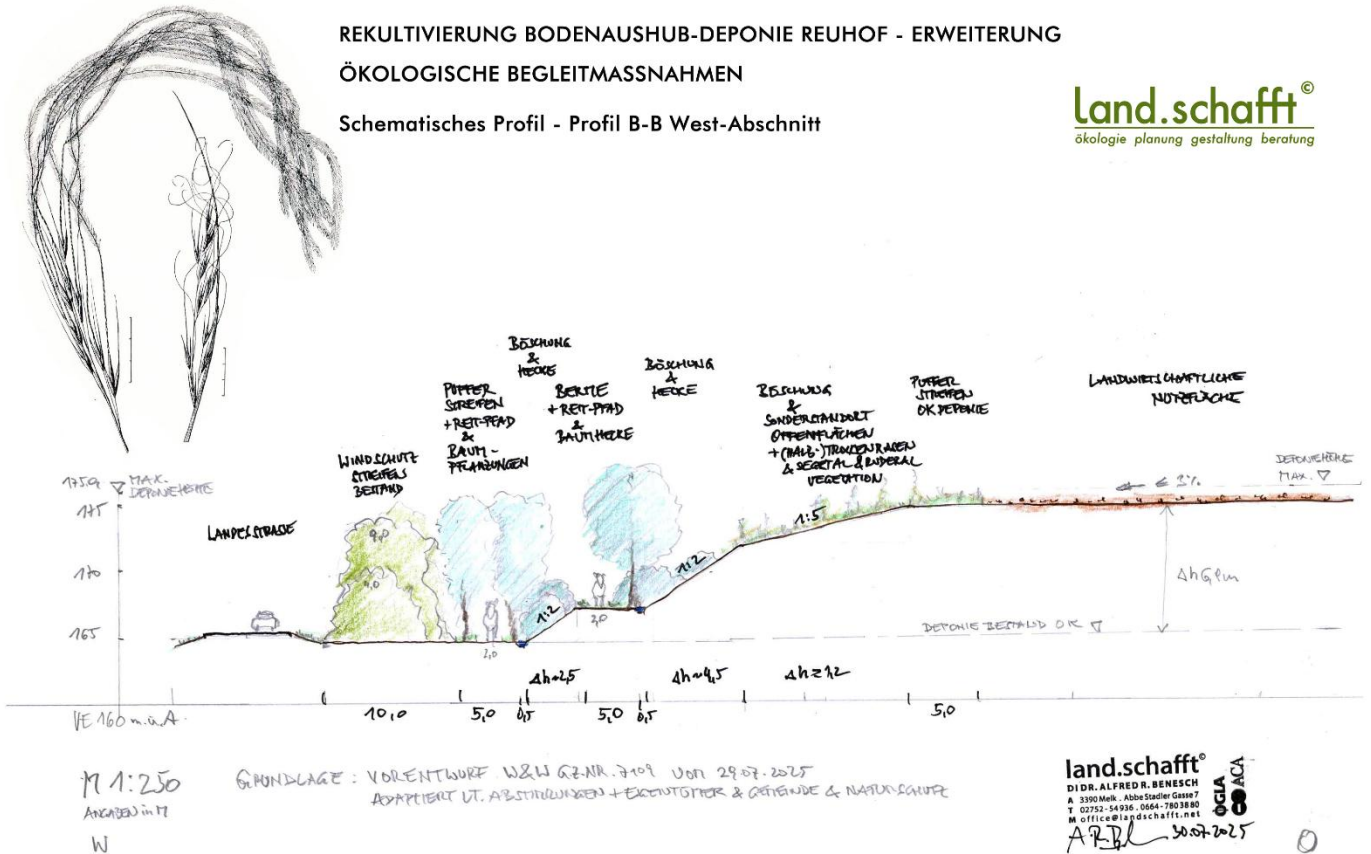 REKULTIVIERUNG BODENAUSHUB-DEPONIE REUHOF - ERWEITERUNG
ÖKOLOGISCHE BEGLEITMASSNAHMEN
Schematisches Profil - Profil B-B West-Abschnitt
land.schafft©
ökologie planung gestaltung beratung
BÖSCHUNG
&
HECKE
PUFFER
STREIFEN
+ REIT-PFAD
&
BAUM-
PFLANZUNGEN
BERME
+ REIT-PFAD
&
BAUMHECKE
BÖSCHUNG
&
HECKE
BÖSCHUNG
&
SONDERSTANDORT
OFFENFLÄCHEN
+ (HALB-)TROCKENRASEN
& SEGETAL & RUDERAL
VEGETATION
PUFFER
STREIFEN
OK DEPONIE
LANDWIRTSCHAFTLICHE
NUTZFLÄCHE
WINDSCHUTZ
STREIFEN
BESTAND
LANDESSTRASSE
MAX.
DEPONIEHÖHE
175
170
165
DEPONIEHÖHE
MAX.
1:5
1:2
1:2
9,0
2,0
DEPONIE BESTAND OK
Δh~2,5
Δh~4,5
VE 160 m.ü.A.
10,0
5,0
0,5
5,0
0,5
5,0
M 1:250
ANGABEN in M
GRUNDLAGE: VORENTWURF W&W GZ.NR. 7109 VON 29.07.2025
ADAPTIERT LT. ABSTIMMUNGEN + EIGENTÜMER & GEMEINDE & NATURSCHUTZ
W
land.schafft©
DI DR. ALFRED R. BENESCH
A 3390 Melk . Abbe Stadler Gasse 7
T 02752-54936 . 0664-7803880
M office@landschafft.net
ÖGLA
ACA
30.07.2025
O